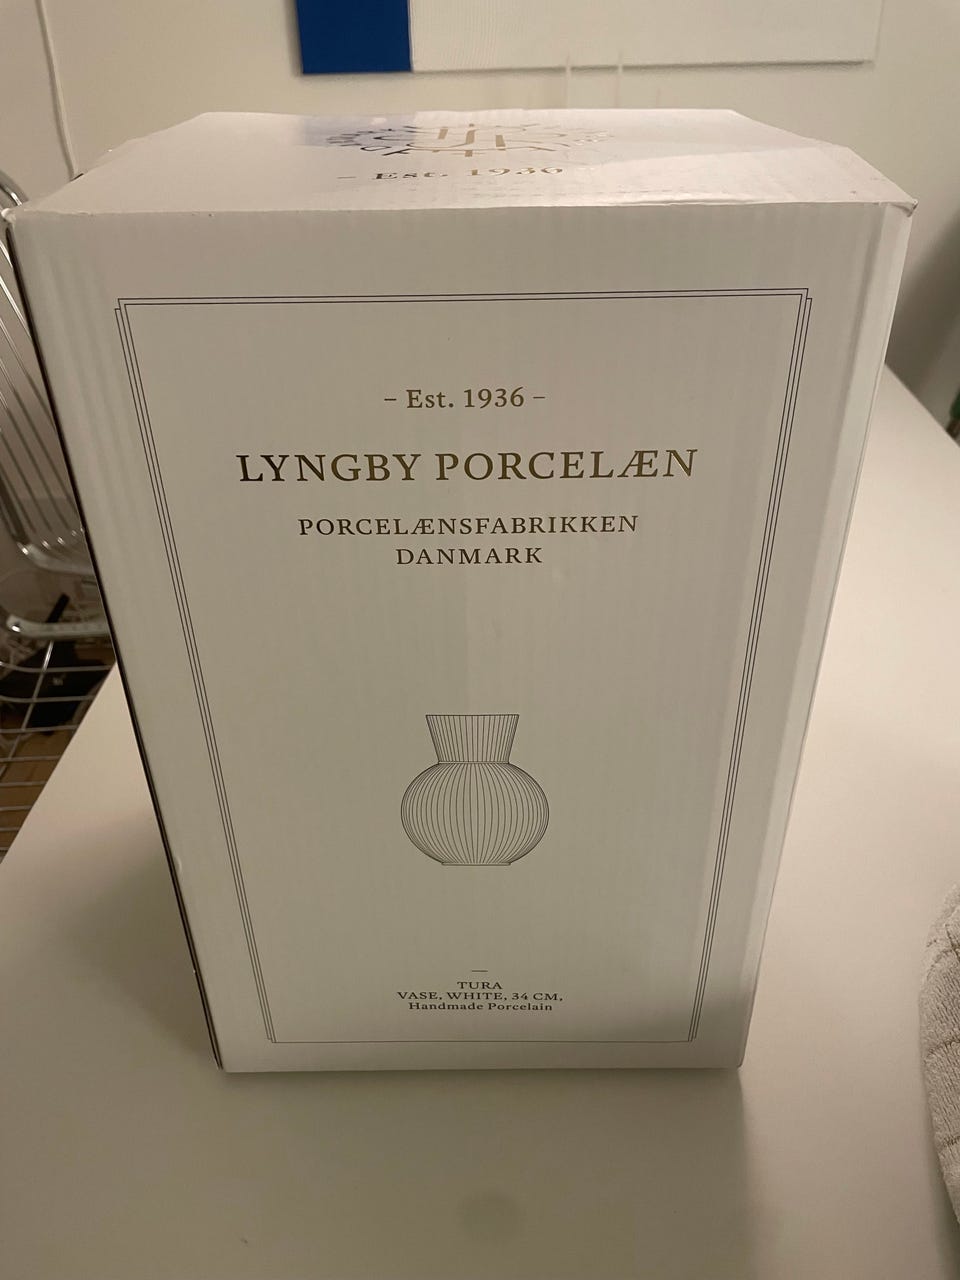 – Est. 1936 –
– Est. 1936 –
LYNGBY PORCELÆN
PORCELÆNSFABRIKKEN
DANMARK
TURA
VASE, WHITE, 34 CM,
Handmade Porcelain